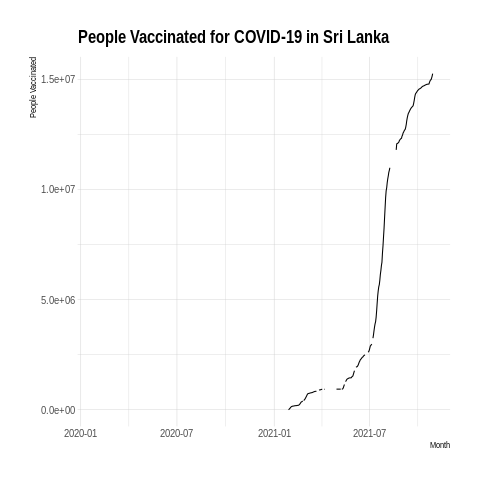 People Vaccinated for COVID-19 in Sri Lanka
People Vaccinated
1.5e+07
1.0e+07
5.0e+06
0.0e+00
2020-01 2020-07 2021-01 2021-07
Month